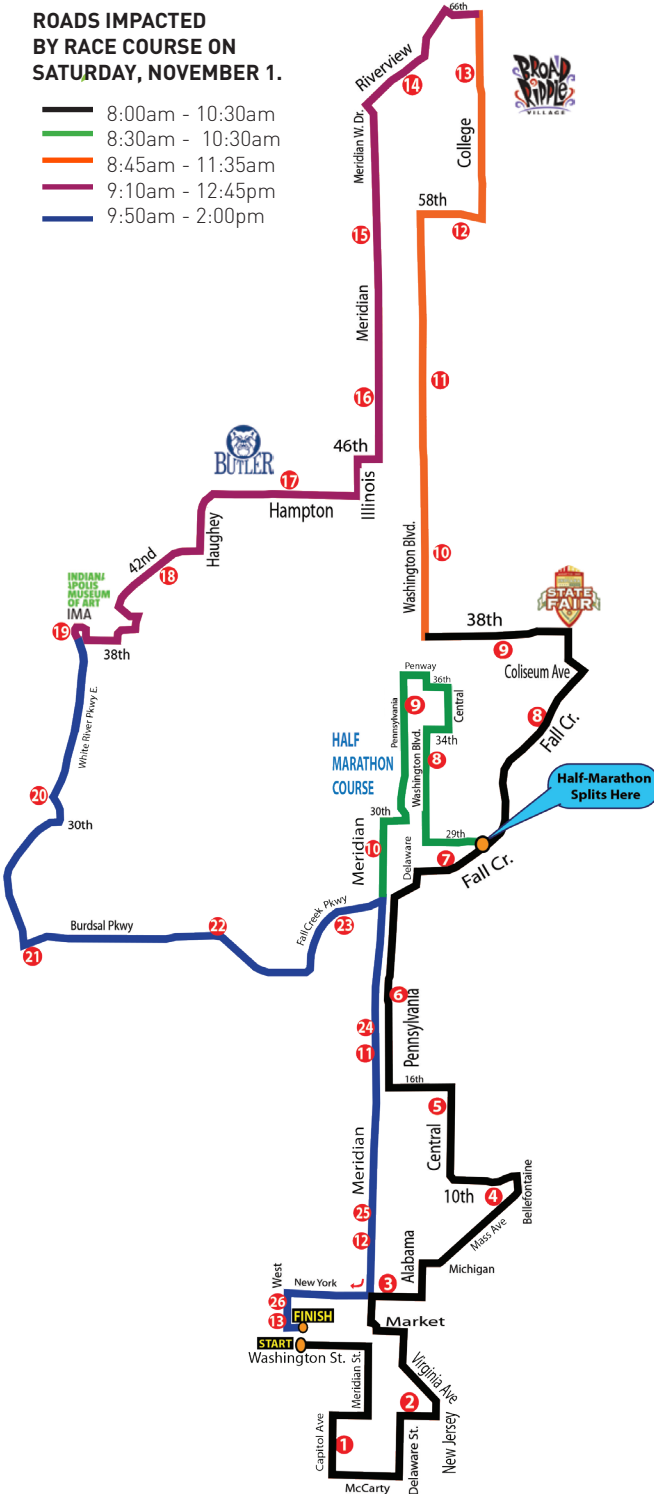 ROADS IMPACTED
BY RACE COURSE ON
SATURDAY, NOVEMBER 1.
8:00am - 10:30am
8:30am - 10:30am
8:45am - 11:35am
9:10am - 12:45pm
9:50am - 2:00pm
66th
Riverview
14
13
BROAD
RIPPLE
VILLAGE
Meridian W. Dr.
College
58th
12
15
Meridian
11
16
46th
BUTLER
17
Illinois
Hampton
Haughey
10
Washington Blvd.
42nd
18
INDIANAPOLIS
MUSEUM
OF ART
IMA
STATE
FAIR
19
38th
38th
9
Coliseum Ave
Penway
36th
9
Central
8
Fall Cr.
White River Pkwy E.
Pennsylvania
34th
HALF
MARATHON
COURSE
Washington Blvd.
8
Half-Marathon
Splits Here
20
30th
30th
29th
Meridian
10
Delaware
7
Fall Cr.
Burdsal Pkwy
22
Fall Creek Pkwy
23
21
6
Pennsylvania
24
11
16th
5
Central
Meridian
10th
4
Bellefontaine
25
Mass Ave
12
Alabama
Michigan
West
New York
3
26
FINISH
13
Market
START
Washington St.
Meridian St.
Virginia Ave
2
New Jersey
Capitol Ave
1
Delaware St.
McCarty